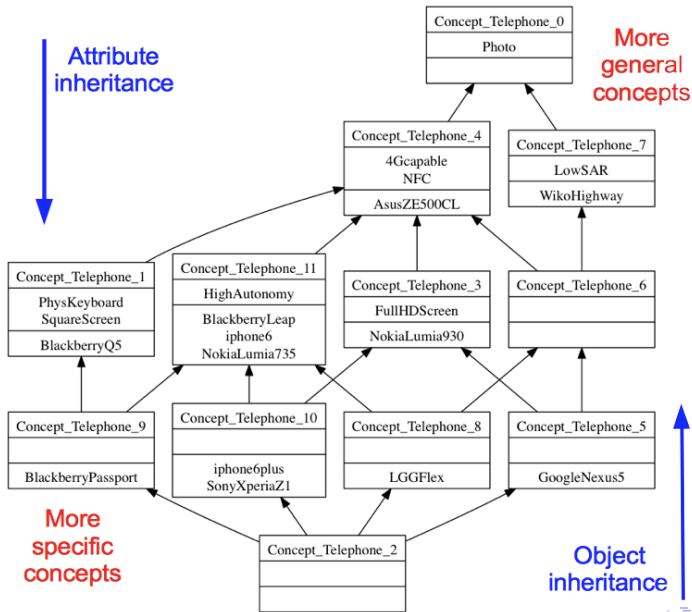 Concept_Telephone_0
Photo
Attribute
inheritance
More
general
concepts
Concept_Telephone_4
4Gcapable
NFC
AsusZE500CL
Concept_Telephone_7
LowSAR
WikoHighway
Concept_Telephone_1
PhysKeyboard
SquareScreen
BlackberryQ5
Concept_Telephone_11
HighAutonomy
BlackberryLeap
iphone6
NokiaLumia735
Concept_Telephone_3
FullHDScreen
NokiaLumia930
Concept_Telephone_6
Concept_Telephone_9
BlackberryPassport
Concept_Telephone_10
iphone6plus
SonyXperiaZ1
Concept_Telephone_8
LGGFlex
Concept_Telephone_5
GoogleNexus5
More
specific
concepts
Concept_Telephone_2
Object
inheritance